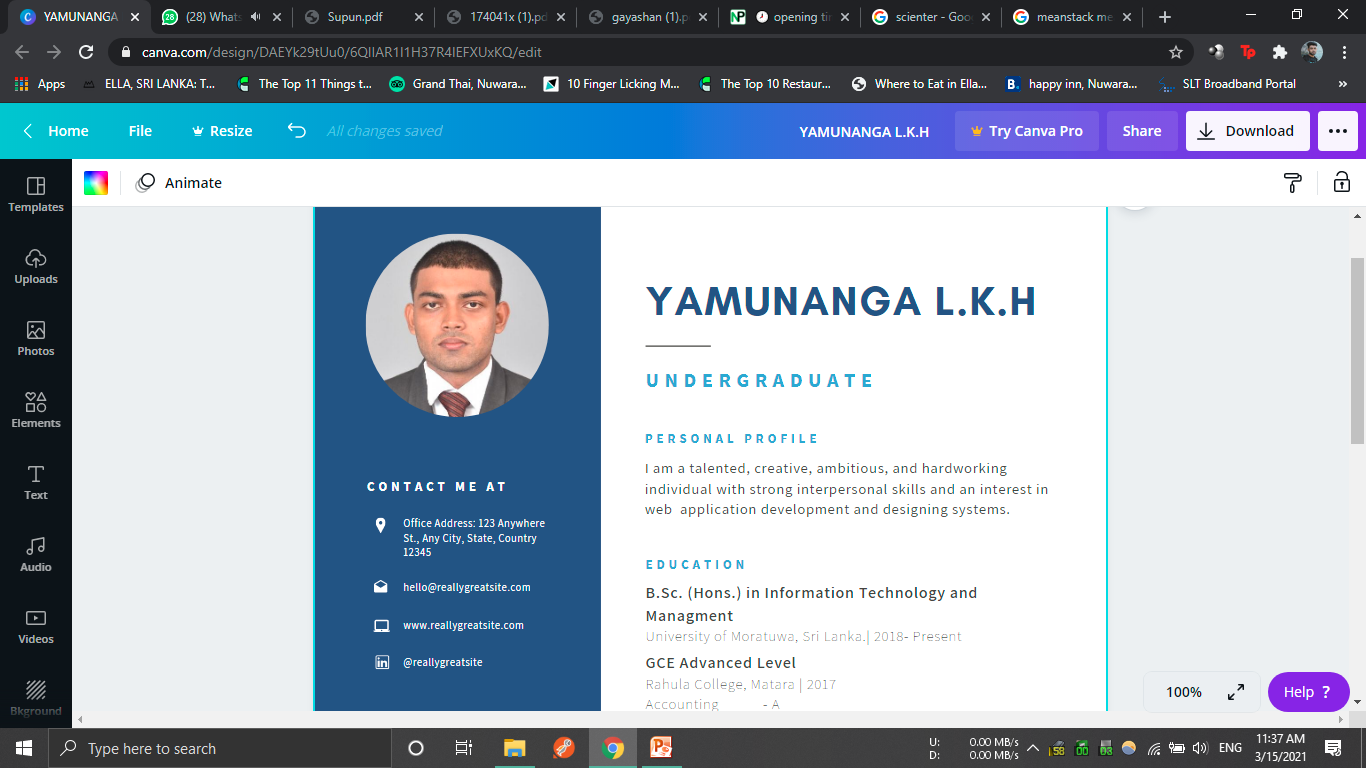 YAMUNANGA
(28) Whats
Supun.pdf
174041x (1).pd
gayashan (1).p
opening ti
scienter - Goo
meanstack me
canva.com/design/DAEYk29tUu0/6QIIAR1I1H37R4IEFXUxKQ/edit
Apps
ELLA, SRI LANKA: T...
The Top 11 Things t...
Grand Thai, Nuwara...
10 Finger Licking M...
The Top 10 Restaur...
Where to Eat in Ella...
happy inn, Nuwara...
SLT Broadband Portal
Home
File
Resize
All changes saved
YAMUNANGA L.K.H
Try Canva Pro
Share
Download
Animate
Templates
Uploads
Photos
Elements
Text
Audio
Videos
Bkground
YAMUNANGA L.K.H
UNDERGRADUATE
PERSONAL PROFILE
I am a talented, creative, ambitious, and hardworking
individual with strong interpersonal skills and an interest in
web application development and designing systems.
CONTACT ME AT
Office Address: 123 Anywhere
St., Any City, State, Country
12345
hello@reallygreatsite.com
www.reallygreatsite.com
@reallygreatsite
EDUCATION
B.Sc. (Hons.) in Information Technology and
Managment
University of Moratuwa, Sri Lanka.| 2018- Present
GCE Advanced Level
Rahula College, Matara | 2017
Accounting - A
100%
Help ?
Type here to search
U: 0.00 MB/s
D: 0.00 MB/s
ENG
11:37 AM
3/15/2021